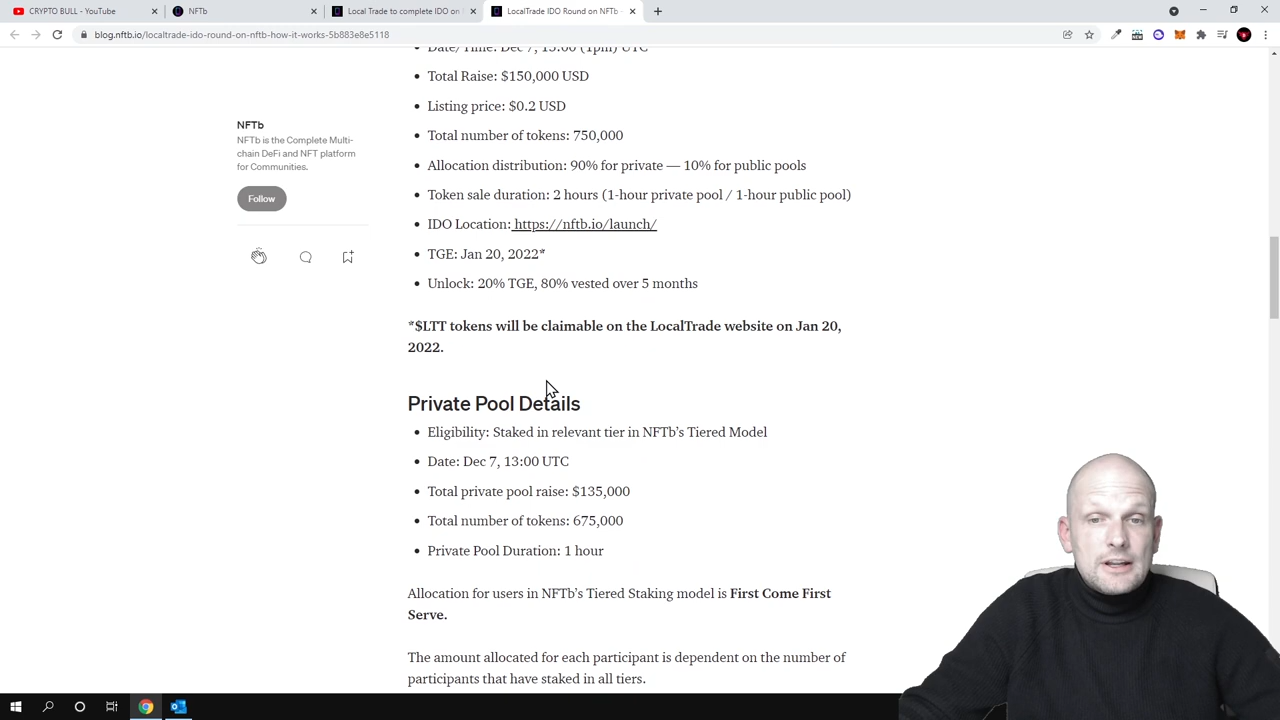 CRYPTO BULL - YouTube
NFTb
Local Trade to complete IDO on
LocalTrade IDO Round on NFTb
blog.nftb.io/localtrade-ido-round-on-nftb-how-it-works-5b883e8e5118
Date/Time: Dec 7, 13:00 (1pm) UTC
Total Raise: $150,000 USD
Listing price: $0.2 USD
NFTb
NFTb is the Complete Multi-
chain DeFi and NFT platform
for Communities.
Follow
Total number of tokens: 750,000
Allocation distribution: 90% for private — 10% for public pools
Token sale duration: 2 hours (1-hour private pool / 1-hour public pool)
IDO Location: https://nftb.io/launch/
TGE: Jan 20, 2022*
Unlock: 20% TGE, 80% vested over 5 months
*$LTT tokens will be claimable on the LocalTrade website on Jan 20,
2022.
Private Pool Details
Eligibility: Staked in relevant tier in NFTb's Tiered Model
Date: Dec 7, 13:00 UTC
Total private pool raise: $135,000
Total number of tokens: 675,000
Private Pool Duration: 1 hour
Allocation for users in NFTb's Tiered Staking model is First Come First
Serve.
The amount allocated for each participant is dependent on the number of
participants that have staked in all tiers.